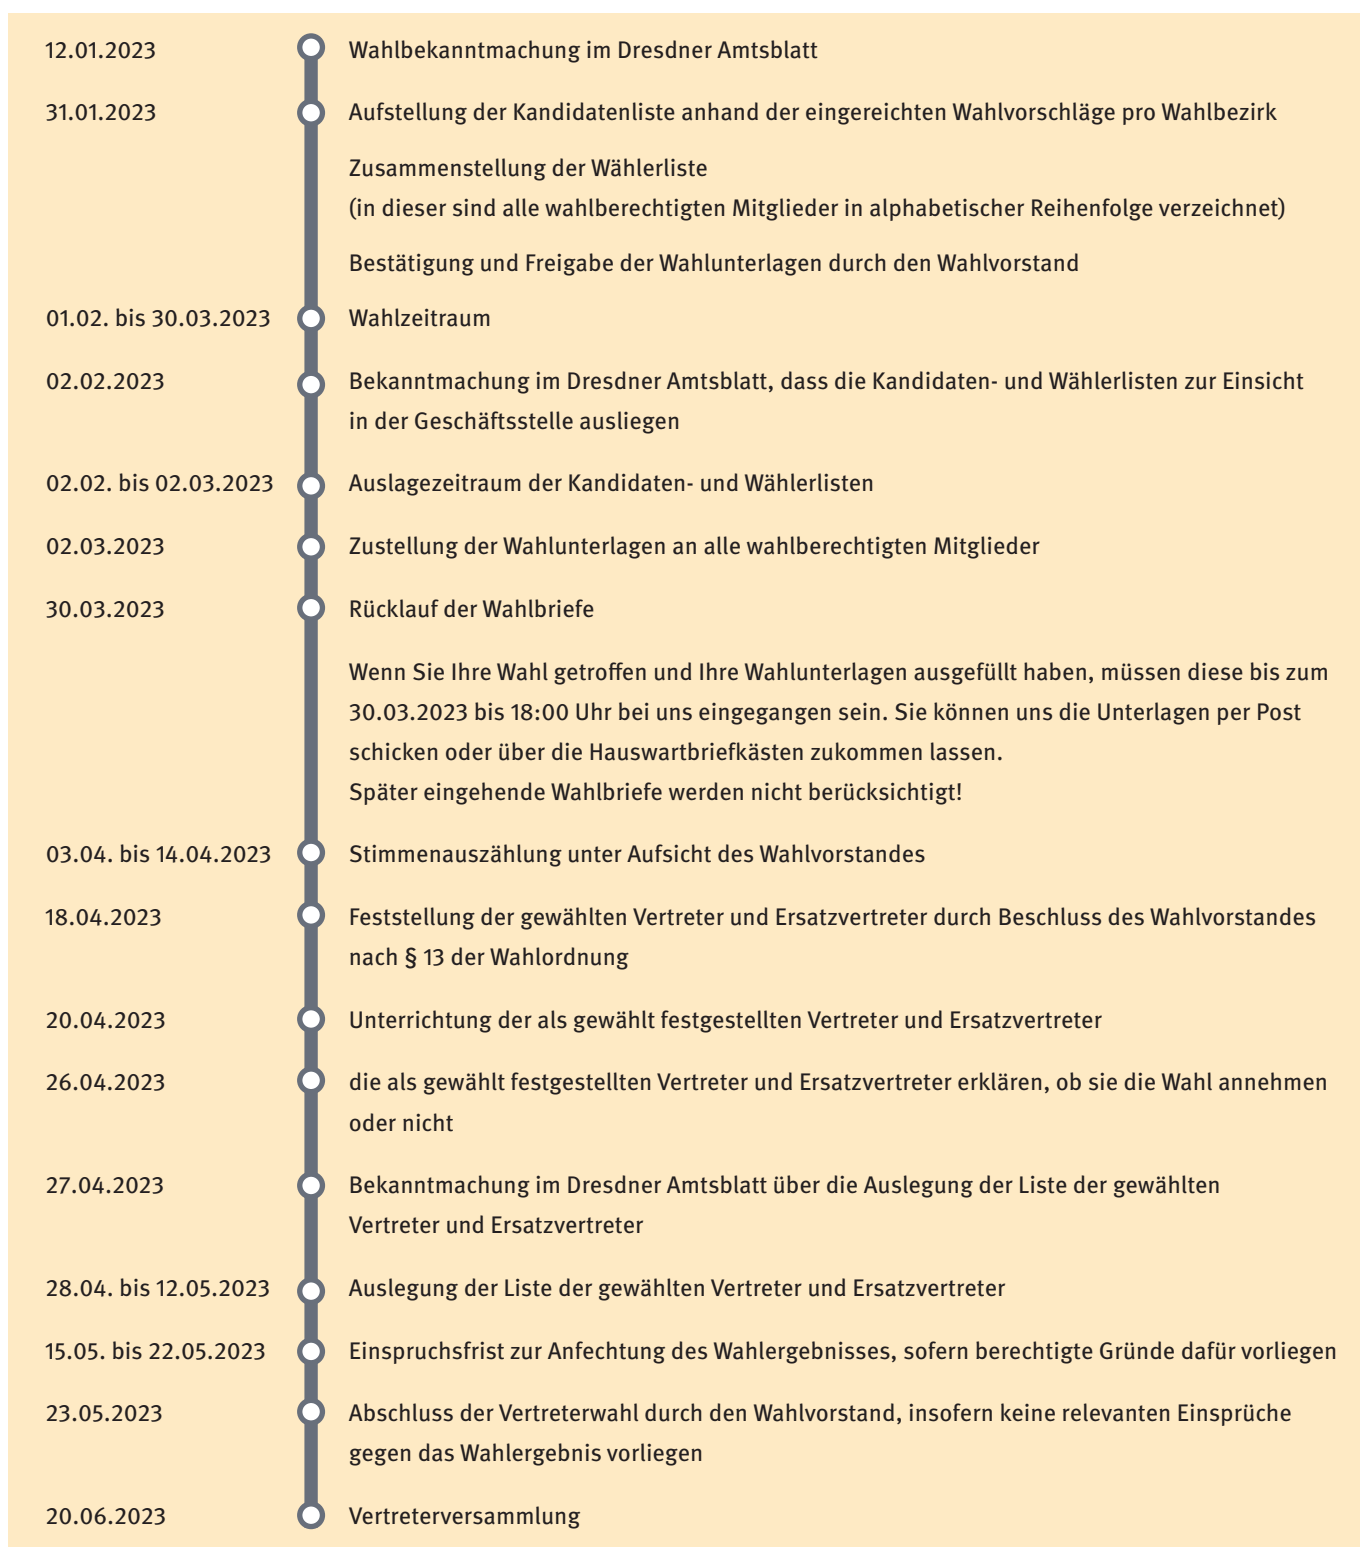 12.01.2023 Wahlbekanntmachung im Dresdner Amtsblatt
31.01.2023 Aufstellung der Kandidatenliste anhand der eingereichten Wahlvorschläge pro Wahlbezirk
Zusammenstellung der Wählerliste
(in dieser sind alle wahlberechtigten Mitglieder in alphabetischer Reihenfolge verzeichnet)
Bestätigung und Freigabe der Wahlunterlagen durch den Wahlvorstand
01.02. bis 30.03.2023 Wahlzeitraum
02.02.2023 Bekanntmachung im Dresdner Amtsblatt, dass die Kandidaten- und Wählerlisten zur Einsicht
in der Geschäftsstelle ausliegen
02.02. bis 02.03.2023 Auslagezeitraum der Kandidaten- und Wählerlisten
02.03.2023 Zustellung der Wahlunterlagen an alle wahlberechtigten Mitglieder
30.03.2023 Rücklauf der Wahlbriefe
Wenn Sie Ihre Wahl getroffen und Ihre Wahlunterlagen ausgefüllt haben, müssen diese bis zum
30.03.2023 bis 18:00 Uhr bei uns eingegangen sein. Sie können uns die Unterlagen per Post
schicken oder über die Hauswartbriefkästen zukommen lassen.
Später eingehende Wahlbriefe werden nicht berücksichtigt!
03.04. bis 14.04.2023 Stimmenauszählung unter Aufsicht des Wahlvorstandes
18.04.2023 Feststellung der gewählten Vertreter und Ersatzvertreter durch Beschluss des Wahlvorstandes
nach § 13 der Wahlordnung
20.04.2023 Unterrichtung der als gewählt festgestellten Vertreter und Ersatzvertreter
26.04.2023 die als gewählt festgestellten Vertreter und Ersatzvertreter erklären, ob sie die Wahl annehmen
oder nicht
27.04.2023 Bekanntmachung im Dresdner Amtsblatt über die Auslegung der Liste der gewählten
Vertreter und Ersatzvertreter
28.04. bis 12.05.2023 Auslegung der Liste der gewählten Vertreter und Ersatzvertreter
15.05. bis 22.05.2023 Einspruchsfrist zur Anfechtung des Wahlergebnisses, sofern berechtigte Gründe dafür vorliegen
23.05.2023 Abschluss der Vertreterwahl durch den Wahlvorstand, insofern keine relevanten Einsprüche
gegen das Wahlergebnis vorliegen
20.06.2023 Vertreterversammlung